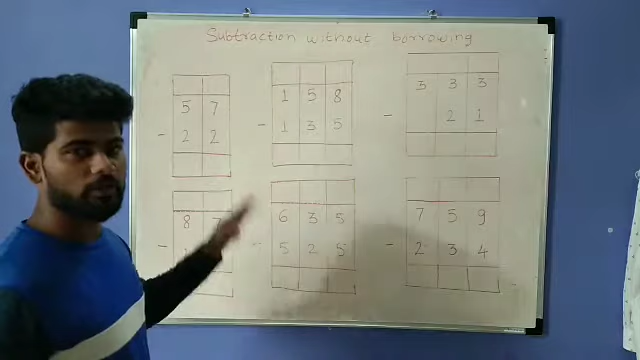 Subtraction without borrowing
5 7
- 2 2
1 5 8
- 1 3 5
3 3 3
- 2 1
8 7
-
6 3 5
- 5 2 5
7 5 9
- 2 3 4